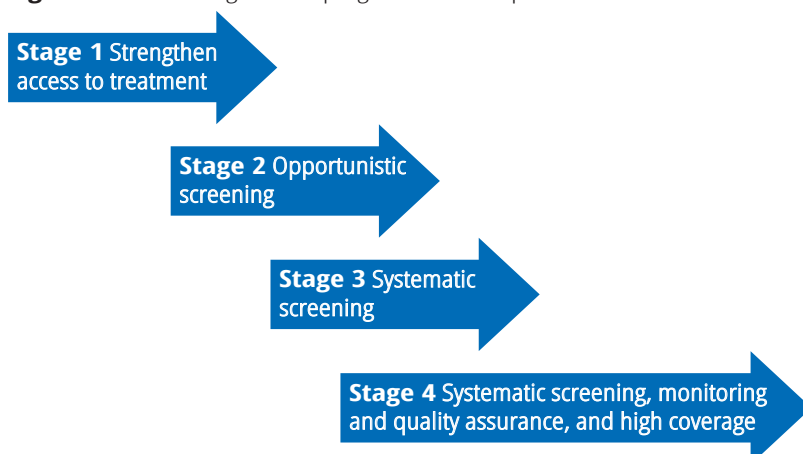 Stage 1 Strengthen
access to treatment
Stage 2 Opportunistic
screening
Stage 3 Systematic
screening
Stage 4 Systematic screening, monitoring
and quality assurance, and high coverage